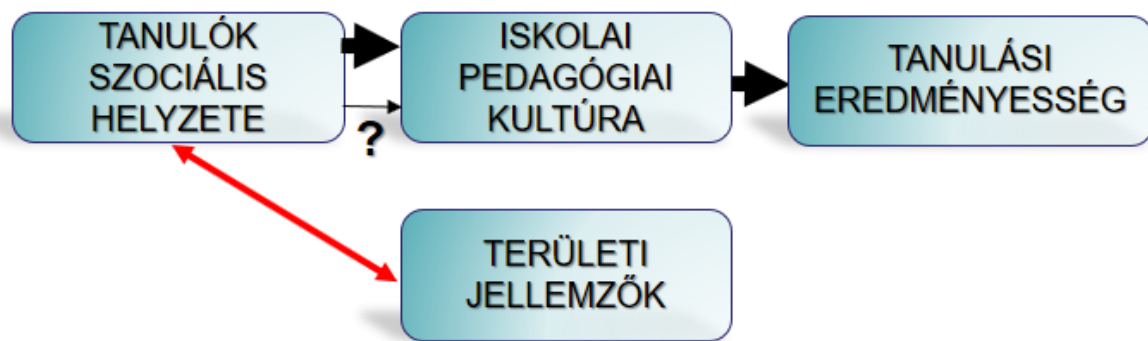 TANULÓK
SZOCIÁLIS
HELYZETE
?
ISKOLAI
PEDAGÓGIAI
KULTÚRA
TANULÁSI
EREDMÉNYESSÉG
TERÜLETI
JELLEMZŐK